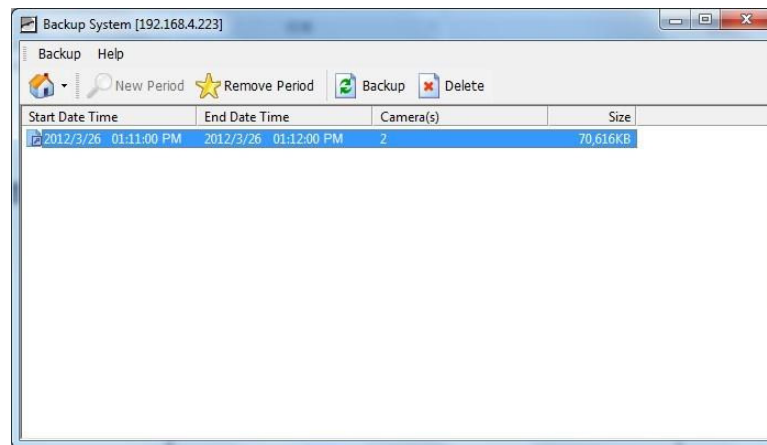 Backup System [192.168.4.223]
Backup Help
New Period Remove Period Backup Delete
Start Date Time End Date Time Camera(s) Size
2012/3/26 01:11:00 PM 2012/3/26 01:12:00 PM 2 70,616KB